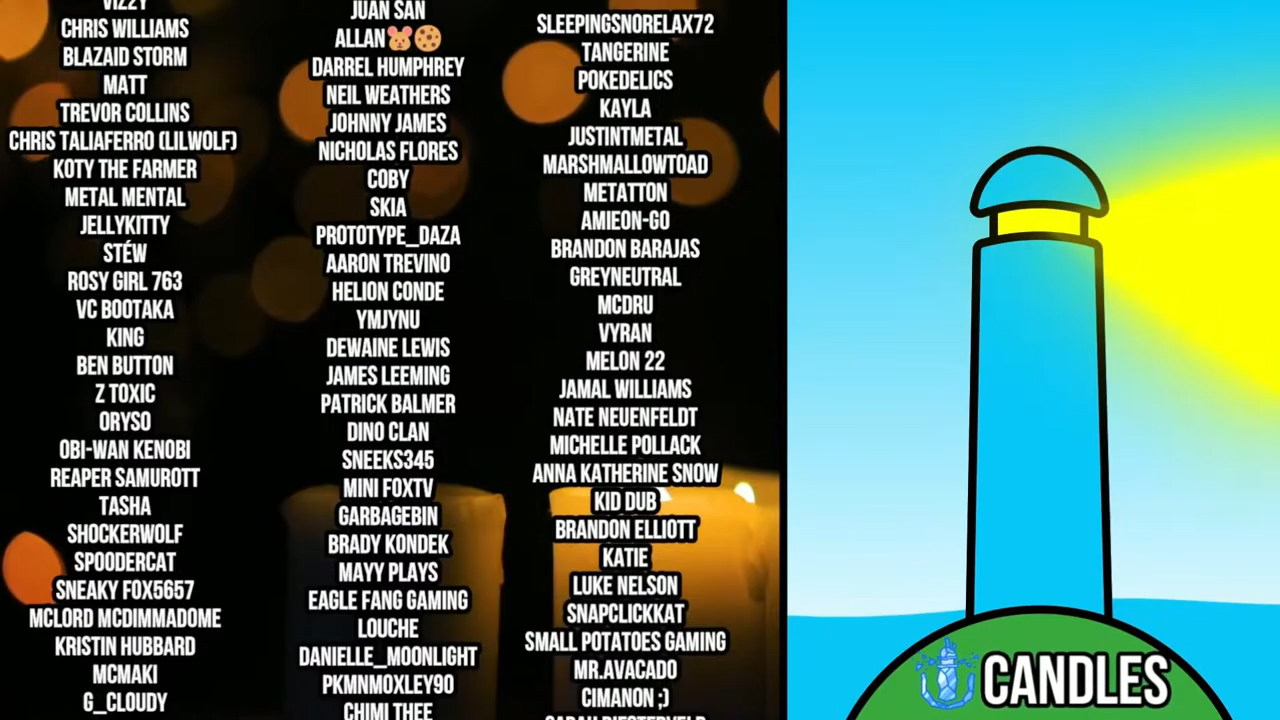 VIZZY
CHRIS WILLIAMS
BLAZAID STORM
MATT
TREVOR COLLINS
CHRIS TALIAFERRO (LILWOLF)
KOTY THE FARMER
METAL MENTAL
JELLYKITTY
STÉW
ROSY GIRL 763
VC BOOTAKA
KING
BEN BUTTON
Z TOXIC
ORYSO
OBI-WAN KENOBI
REAPER SAMUROTT
TASHA
SHOCKERWOLF
SPOODERCAT
SNEAKY FOX5657
MCLORD MCDIMMADOME
KRISTIN HUBBARD
MCMAKI
G_CLOUDY
JUAN SAN
ALLAN🐹🍪
DARREL HUMPHREY
NEIL WEATHERS
JOHNNY JAMES
NICHOLAS FLORES
COBY
SKIA
PROTOTYPE_DAZA
AARON TREVINO
HELION CONDE
YMJYNU
DEWAINE LEWIS
JAMES LEEMING
PATRICK BALMER
DINO CLAN
SNEEKS345
MINI FOXTV
GARBAGEBIN
BRADY KONDEK
MAYY PLAYS
EAGLE FANG GAMING
LOUCHE
DANIELLE_MOONLIGHT
PKMNMOXLEY90
CHIMI THEE
SLEEPINGSNORELAX72
TANGERINE
POKEDELICS
KAYLA
JUSTINTMETAL
MARSHMALLOWTOAD
METATTON
AMIEON-GO
BRANDON BARAJAS
GREYNEUTRAL
MCDRU
VYRAN
MELON 22
JAMAL WILLIAMS
NATE NEUENFELDT
MICHELLE POLLACK
ANNA KATHERINE SNOW
KID DUB
BRANDON ELLIOTT
KATIE
LUKE NELSON
SNAPCLICKKAT
SMALL POTATOES GAMING
MR.AVACADO
CIMANON ;)
CANDLES